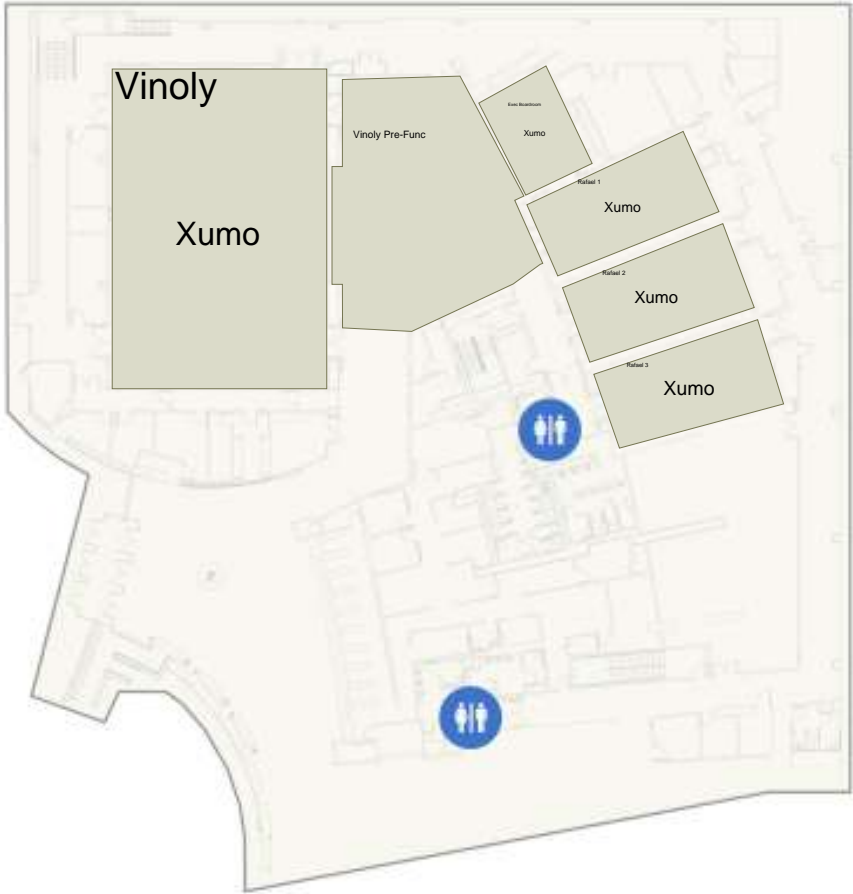 Vinoly
Xumo
Vinoly Pre-Func
Exec Boardroom
Xumo
Rafael 1
Xumo
Rafael 2
Xumo
Rafael 3
Xumo